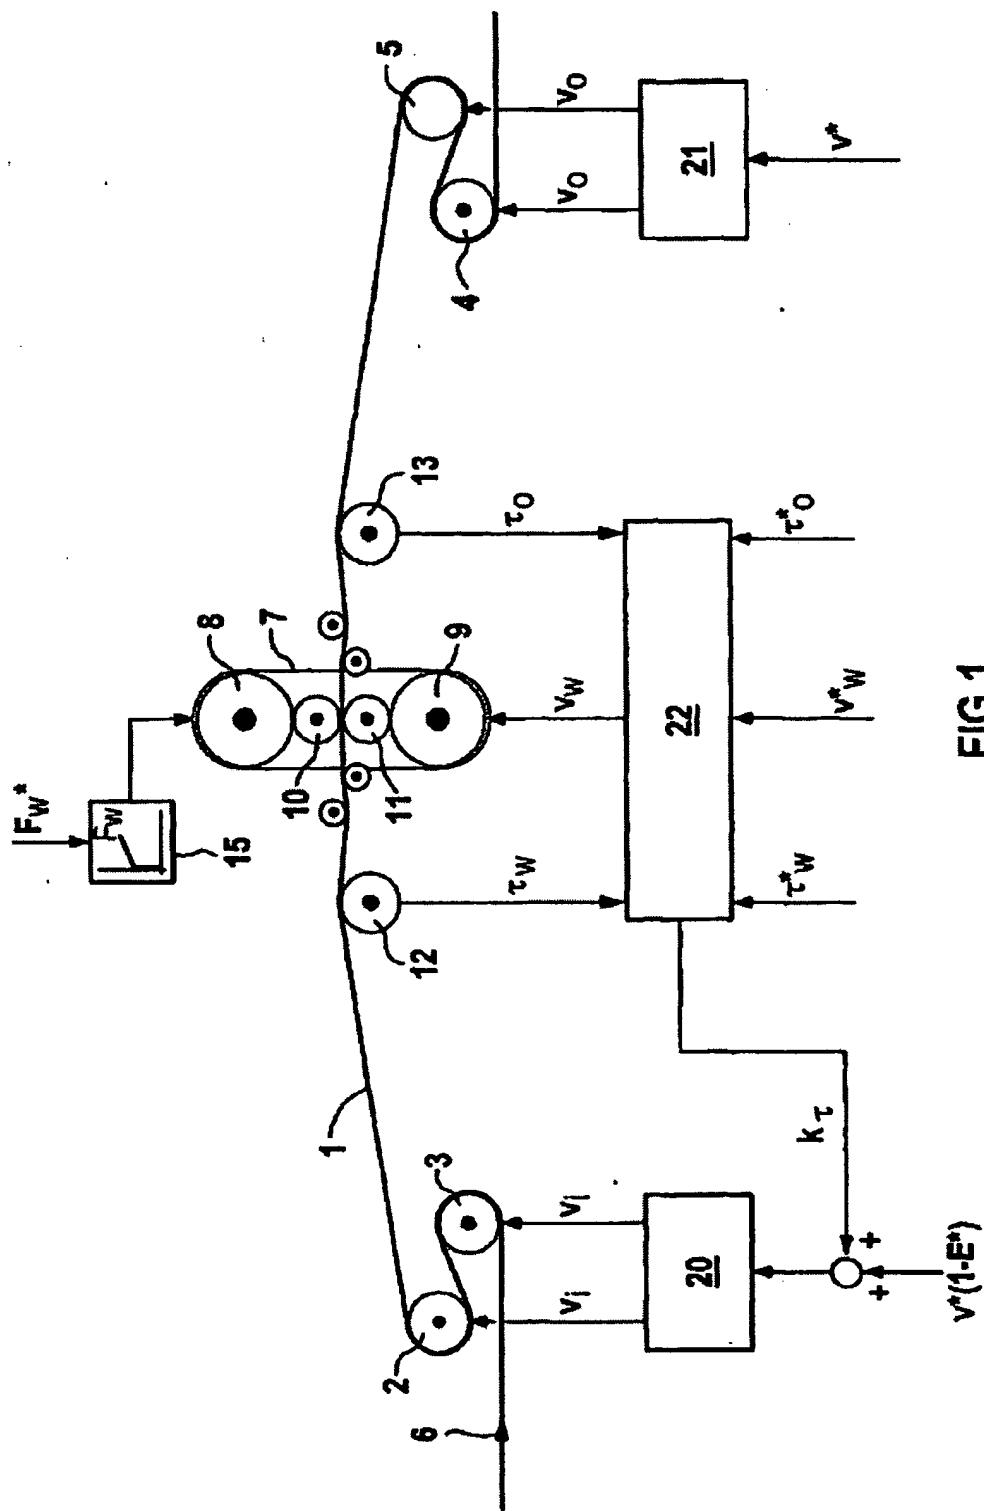 F_W*
F_W
15
8
7
10
11
9
12
13
5
4
1
3
2
6
τ_W
v_W
τ_O
v_O
v_O
v_i
v_i
22
21
20
k_τ
+
+
τ*_W
v*_W
τ*_O
v*
v*(1-E*)
FIG 1